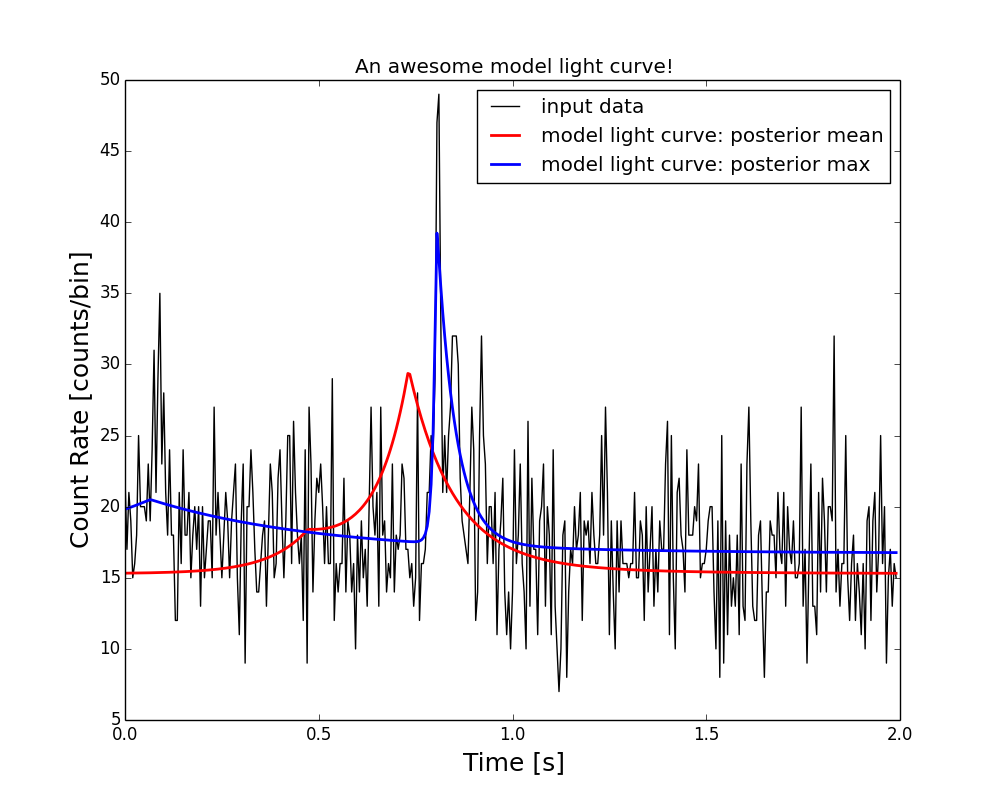 An awesome model light curve!
input data
model light curve: posterior mean
model light curve: posterior max
Count Rate [counts/bin]
50
45
40
35
30
25
20
15
10
5
0.0 0.5 1.0 1.5 2.0
Time [s]